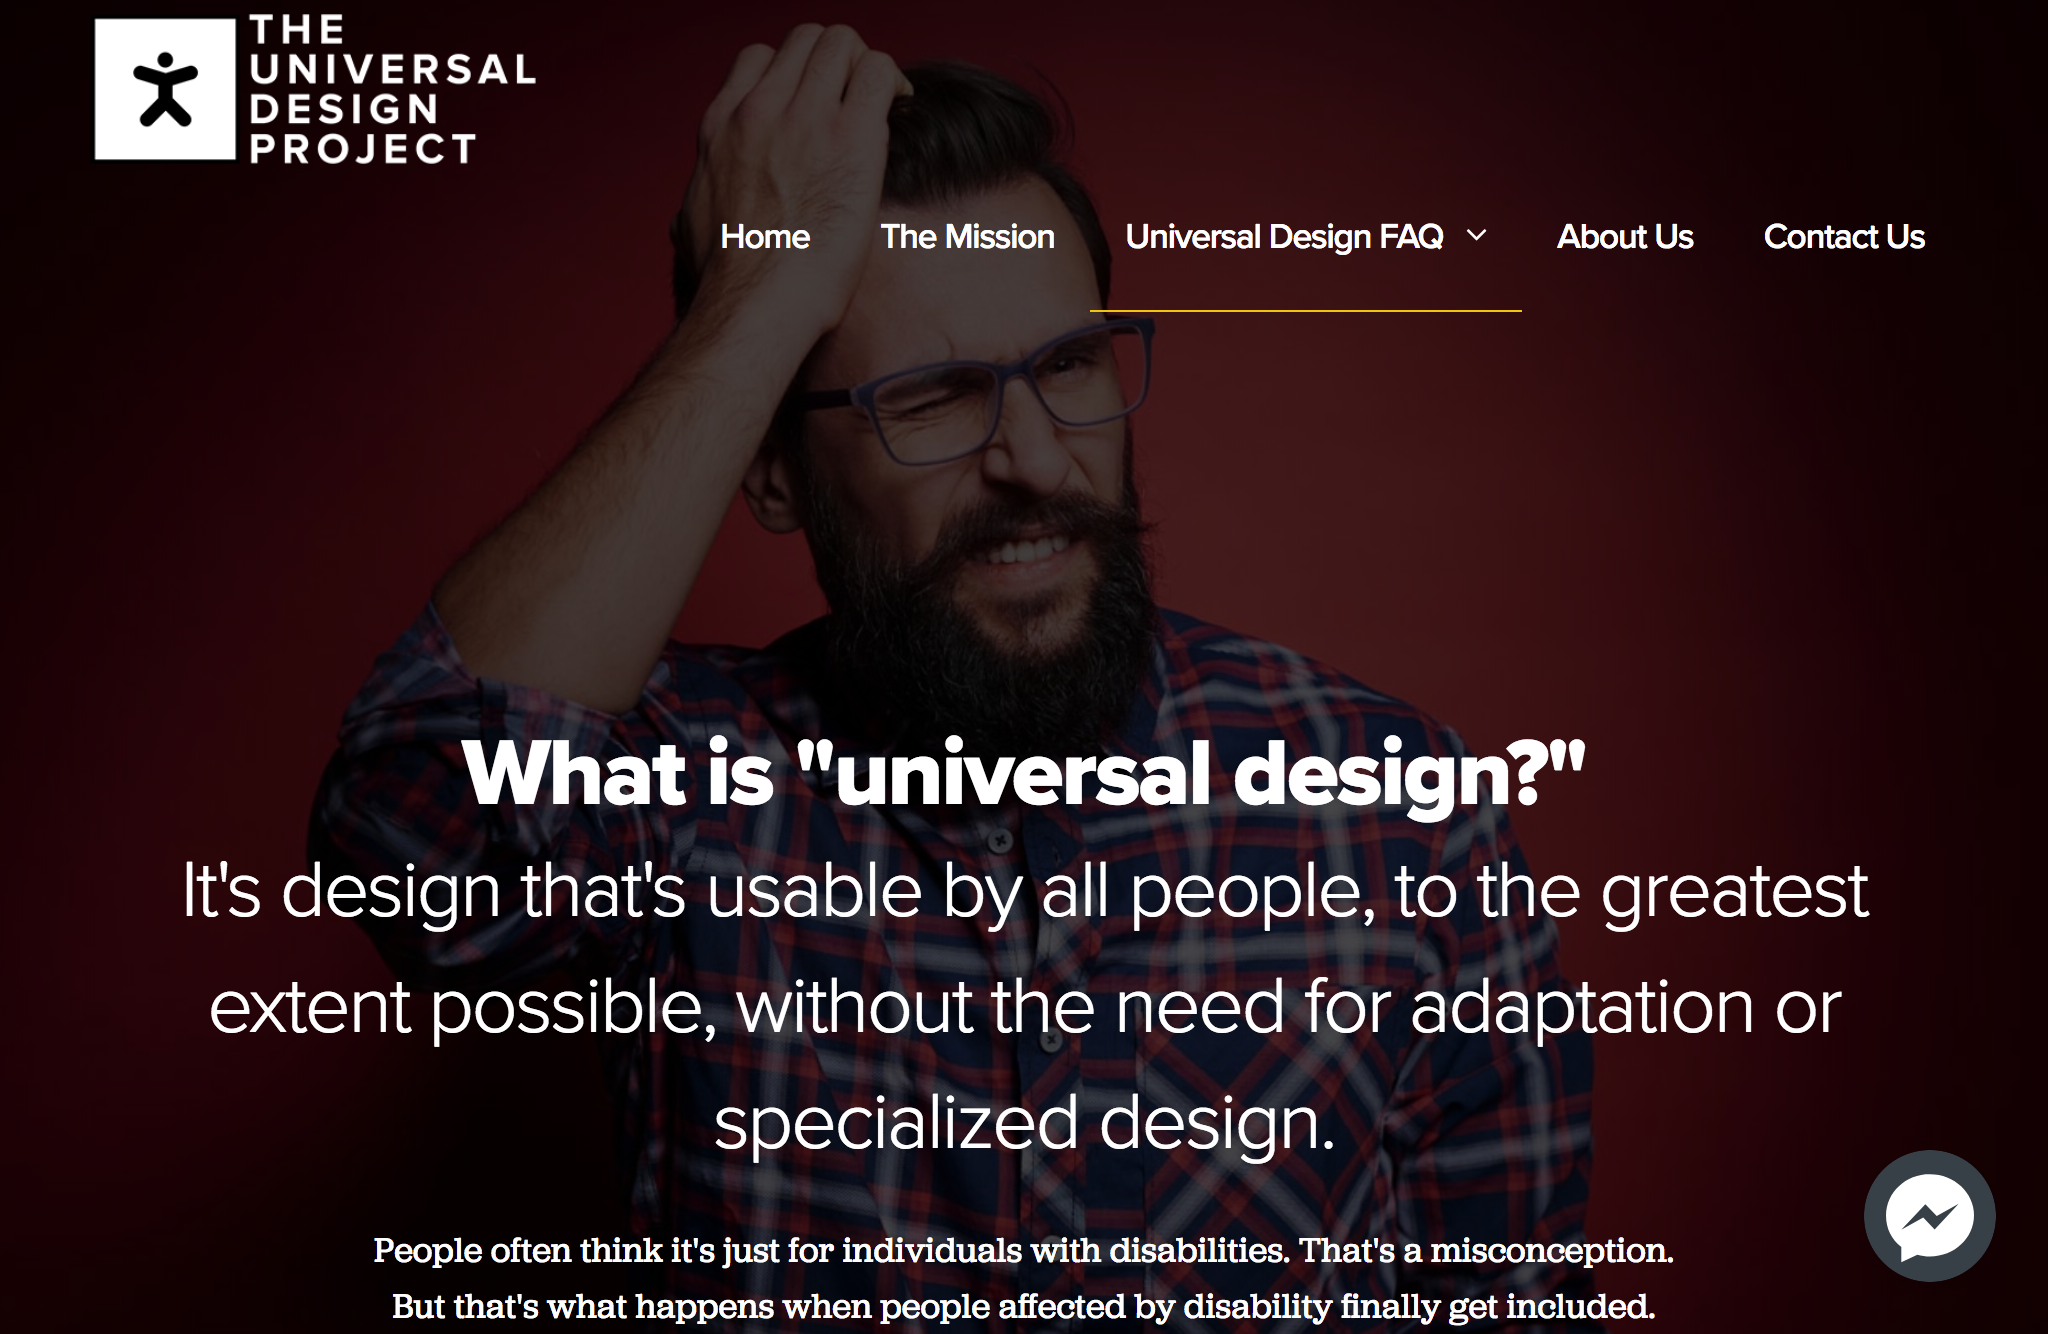 THE
UNIVERSAL
DESIGN
PROJECT
Home The Mission Universal Design FAQ About Us Contact Us
What is "universal design?"
It's design that's usable by all people, to the greatest
extent possible, without the need for adaptation or
specialized design.
People often think it's just for individuals with disabilities. That's a misconception.
But that's what happens when people affected by disability finally get included.